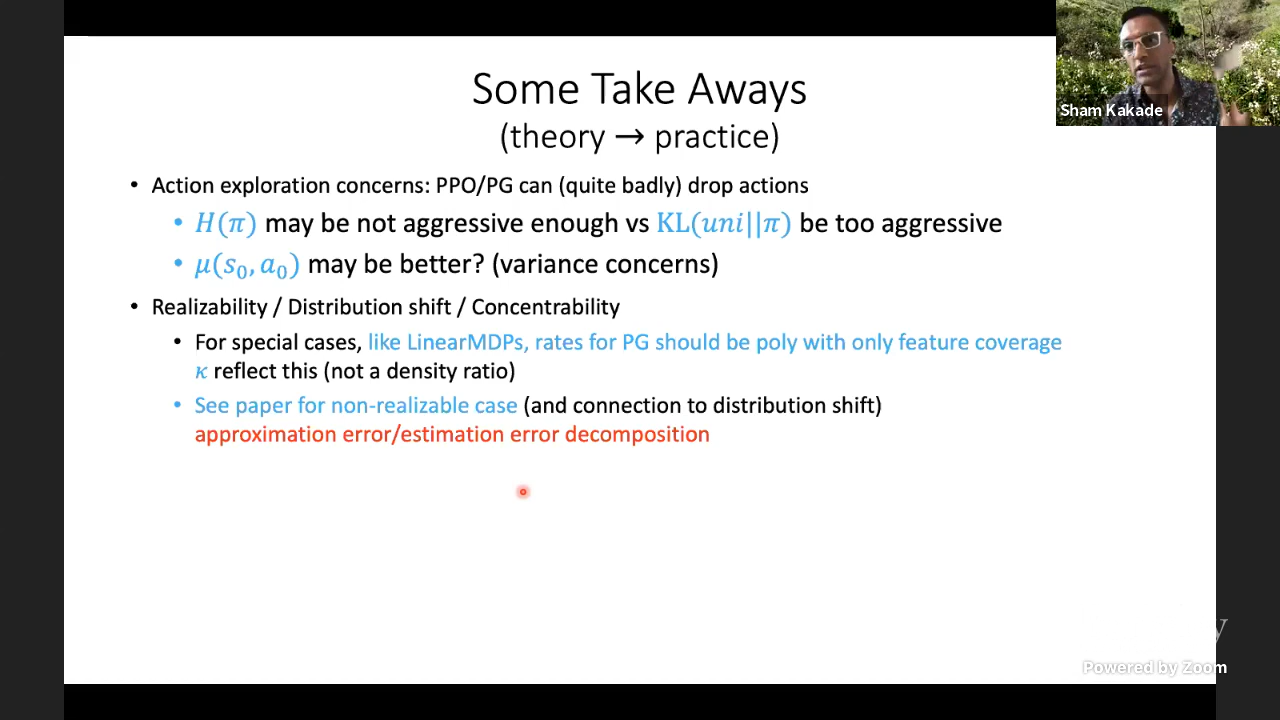 Some Take Aways
(theory → practice)
Sham Kakade
• Action exploration concerns: PPO/PG can (quite badly) drop actions
• H(π) may be not aggressive enough vs KL(uni||π) be too aggressive
• μ(s₀, a₀) may be better? (variance concerns)
• Realizability / Distribution shift / Concentrability
• For special cases, like LinearMDPs, rates for PG should be poly with only feature coverage
κ reflect this (not a density ratio)
• See paper for non-realizable case (and connection to distribution shift)
approximation error/estimation error decomposition
Powered by Zoom